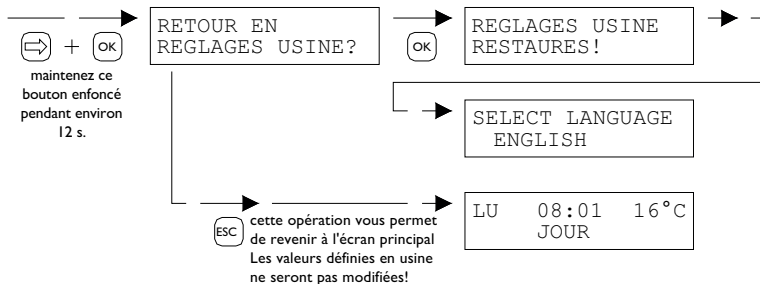 RETOUR EN
REGLAGES USINE?
REGLAGES USINE
RESTAURES!
+ OK
OK
maintenez ce
bouton enfoncé
pendant environ
12 s.
SELECT LANGUAGE
ENGLISH
ESC
cette opération vous permet
de revenir à l'écran principal
Les valeurs définies en usine
ne seront pas modifiées!
LU 08:01 16°C
JOUR